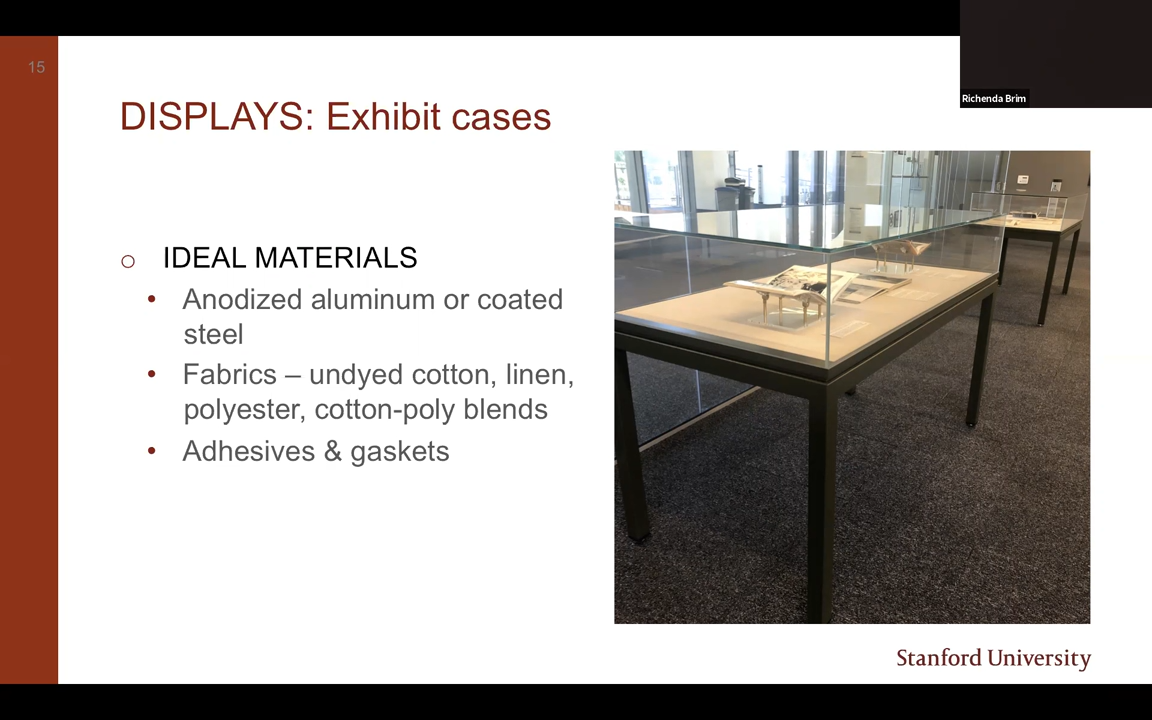 15
Richenda Brim
DISPLAYS: Exhibit cases
o IDEAL MATERIALS
• Anodized aluminum or coated
steel
• Fabrics – undyed cotton, linen,
polyester, cotton-poly blends
• Adhesives & gaskets
Stanford University